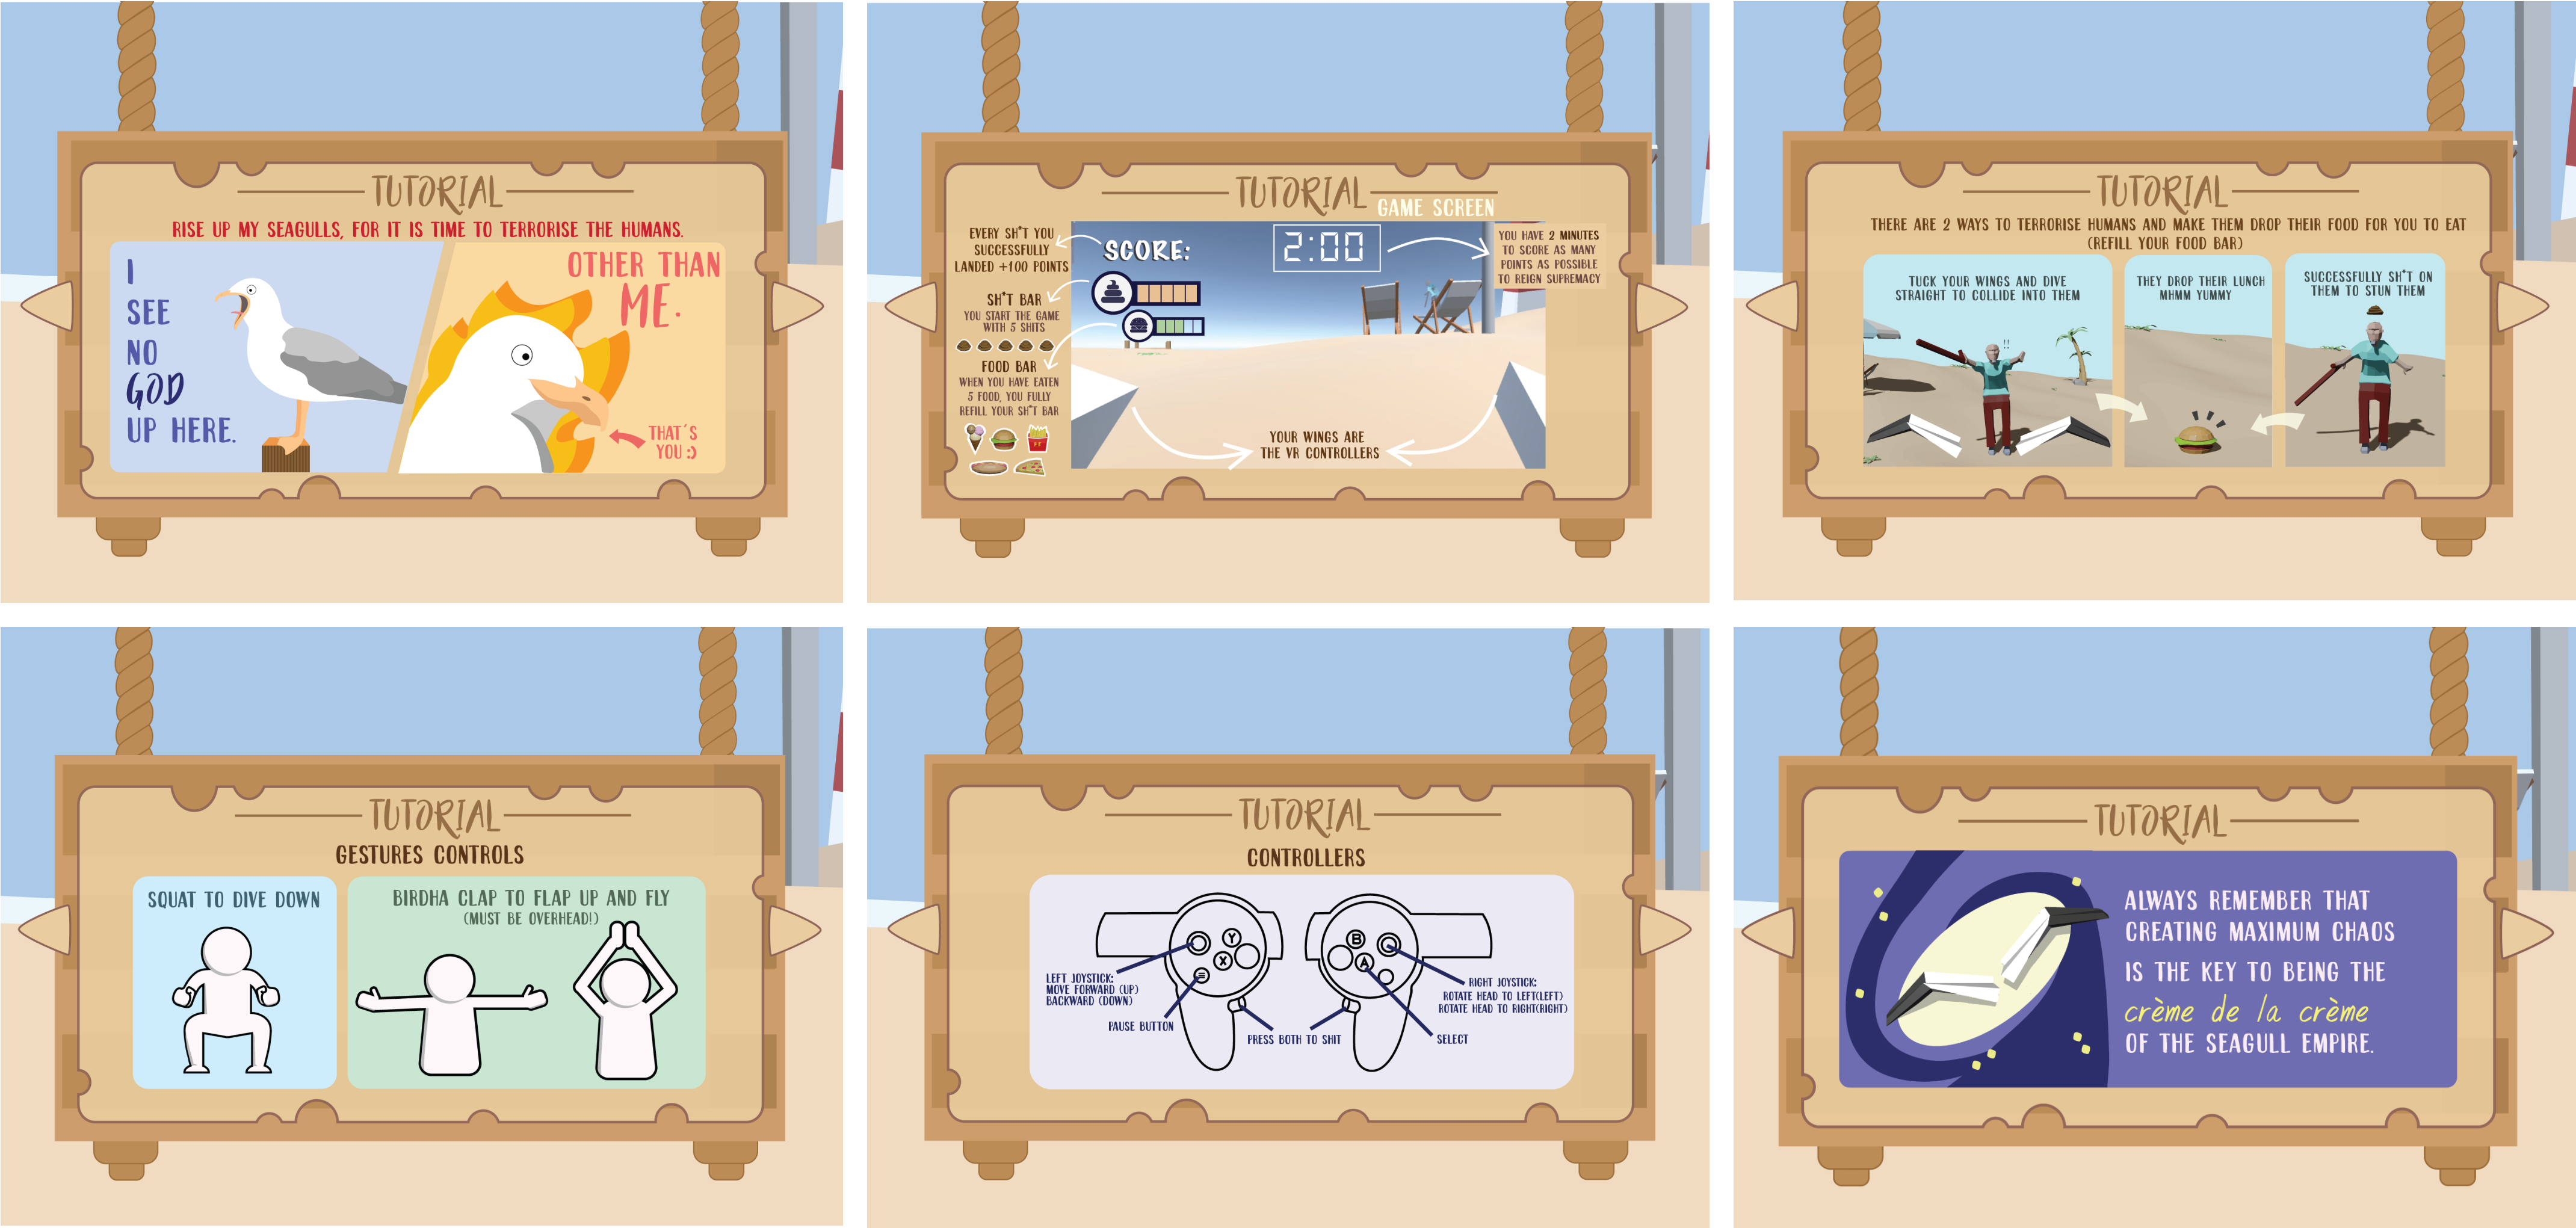 TUTORIAL
RISE UP MY SEAGULLS, FOR IT IS TIME TO TERRORISE THE HUMANS.
I
SEE
NO
GOD
UP HERE.
OTHER THAN
ME.
THAT'S
YOU :)
TUTORIAL
GAME SCREEN
EVERY SH*T YOU
SUCCESSFULLY
LANDED +100 POINTS
SCORE:
2:00
YOU HAVE 2 MINUTES
TO SCORE AS MANY
POINTS AS POSSIBLE
TO REIGN SUPREMACY
SH*T BAR
YOU START THE GAME
WITH 5 SHITS
FOOD BAR
WHEN YOU HAVE EATEN
5 FOOD, YOU FULLY
REFILL YOUR SH*T BAR
YOUR WINGS ARE
THE VR CONTROLLERS
TUTORIAL
THERE ARE 2 WAYS TO TERRORISE HUMANS AND MAKE THEM DROP THEIR FOOD FOR YOU TO EAT
(REFILL YOUR FOOD BAR)
TUCK YOUR WINGS AND DIVE
STRAIGHT TO COLLIDE INTO THEM
!!
THEY DROP THEIR LUNCH
MHMM YUMMY
SUCCESSFULLY SH*T ON
THEM TO STUN THEM
TUTORIAL
GESTURES CONTROLS
SQUAT TO DIVE DOWN
BIRDHA CLAP TO FLAP UP AND FLY
(MUST BE OVERHEAD!)
TUTORIAL
CONTROLLERS
Y
X
B
A
LEFT JOYSTICK:
MOVE FORWARD (UP)
BACKWARD (DOWN)
PAUSE BUTTON
PRESS BOTH TO SHIT
RIGHT JOYSTICK:
ROTATE HEAD TO LEFT(LEFT)
ROTATE HEAD TO RIGHT(RIGHT)
SELECT
TUTORIAL
ALWAYS REMEMBER THAT
CREATING MAXIMUM CHAOS
IS THE KEY TO BEING THE
crème de la crème
OF THE SEAGULL EMPIRE.